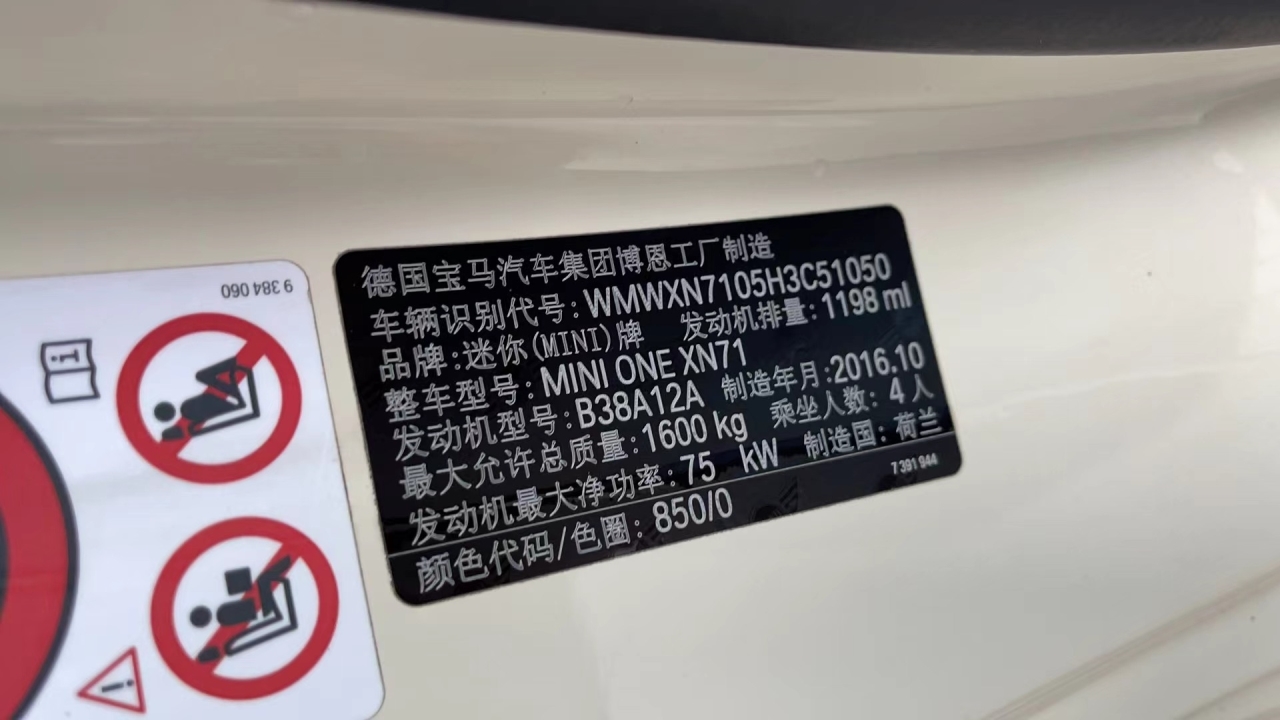 9 384 060
德国宝马汽车集团博恩工厂制造
车辆识别代号:WMWXN7105H3C51050
品牌:迷你(MINI)牌 发动机排量:1198 ml
整车型号:MINI ONE XN71
发动机型号:B38A12A 制造年月:2016.10
最大允许总质量:1600 kg 乘坐人数:4 人
发动机最大净功率:75 kW 制造国:荷兰
颜色代码/色圈:850/0
7 391 944